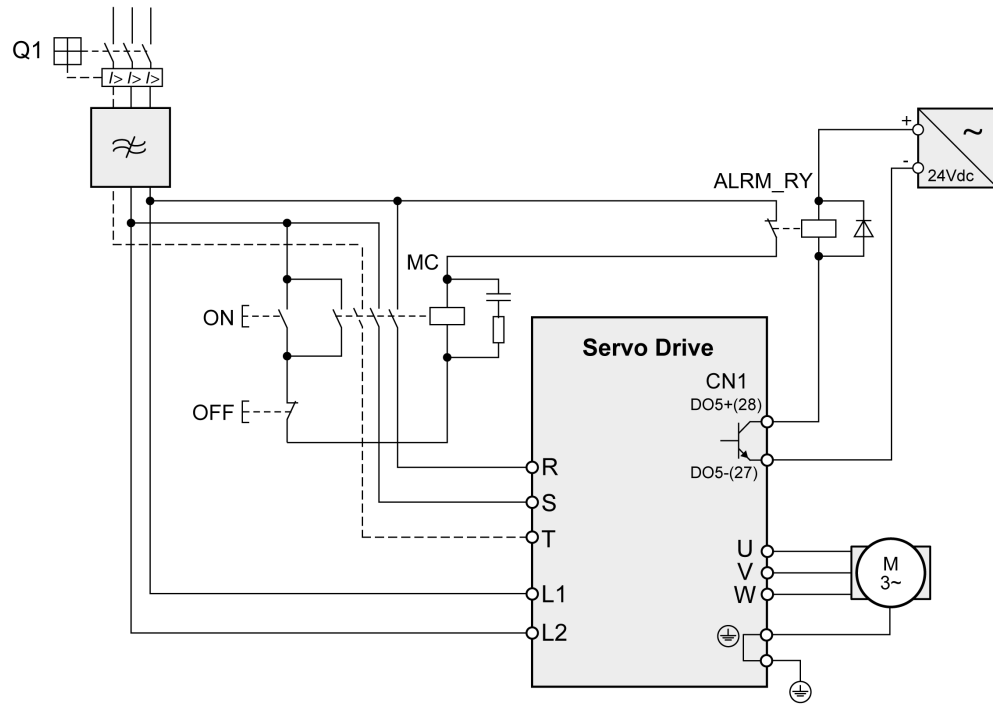 Q1
I> I> I>
+
~
-
24Vdc
ALRM_RY
MC
ON
OFF
Servo Drive
CN1
DO5+(28)
DO5-(27)
R
S
T
L1
L2
U
V
W
M
3~